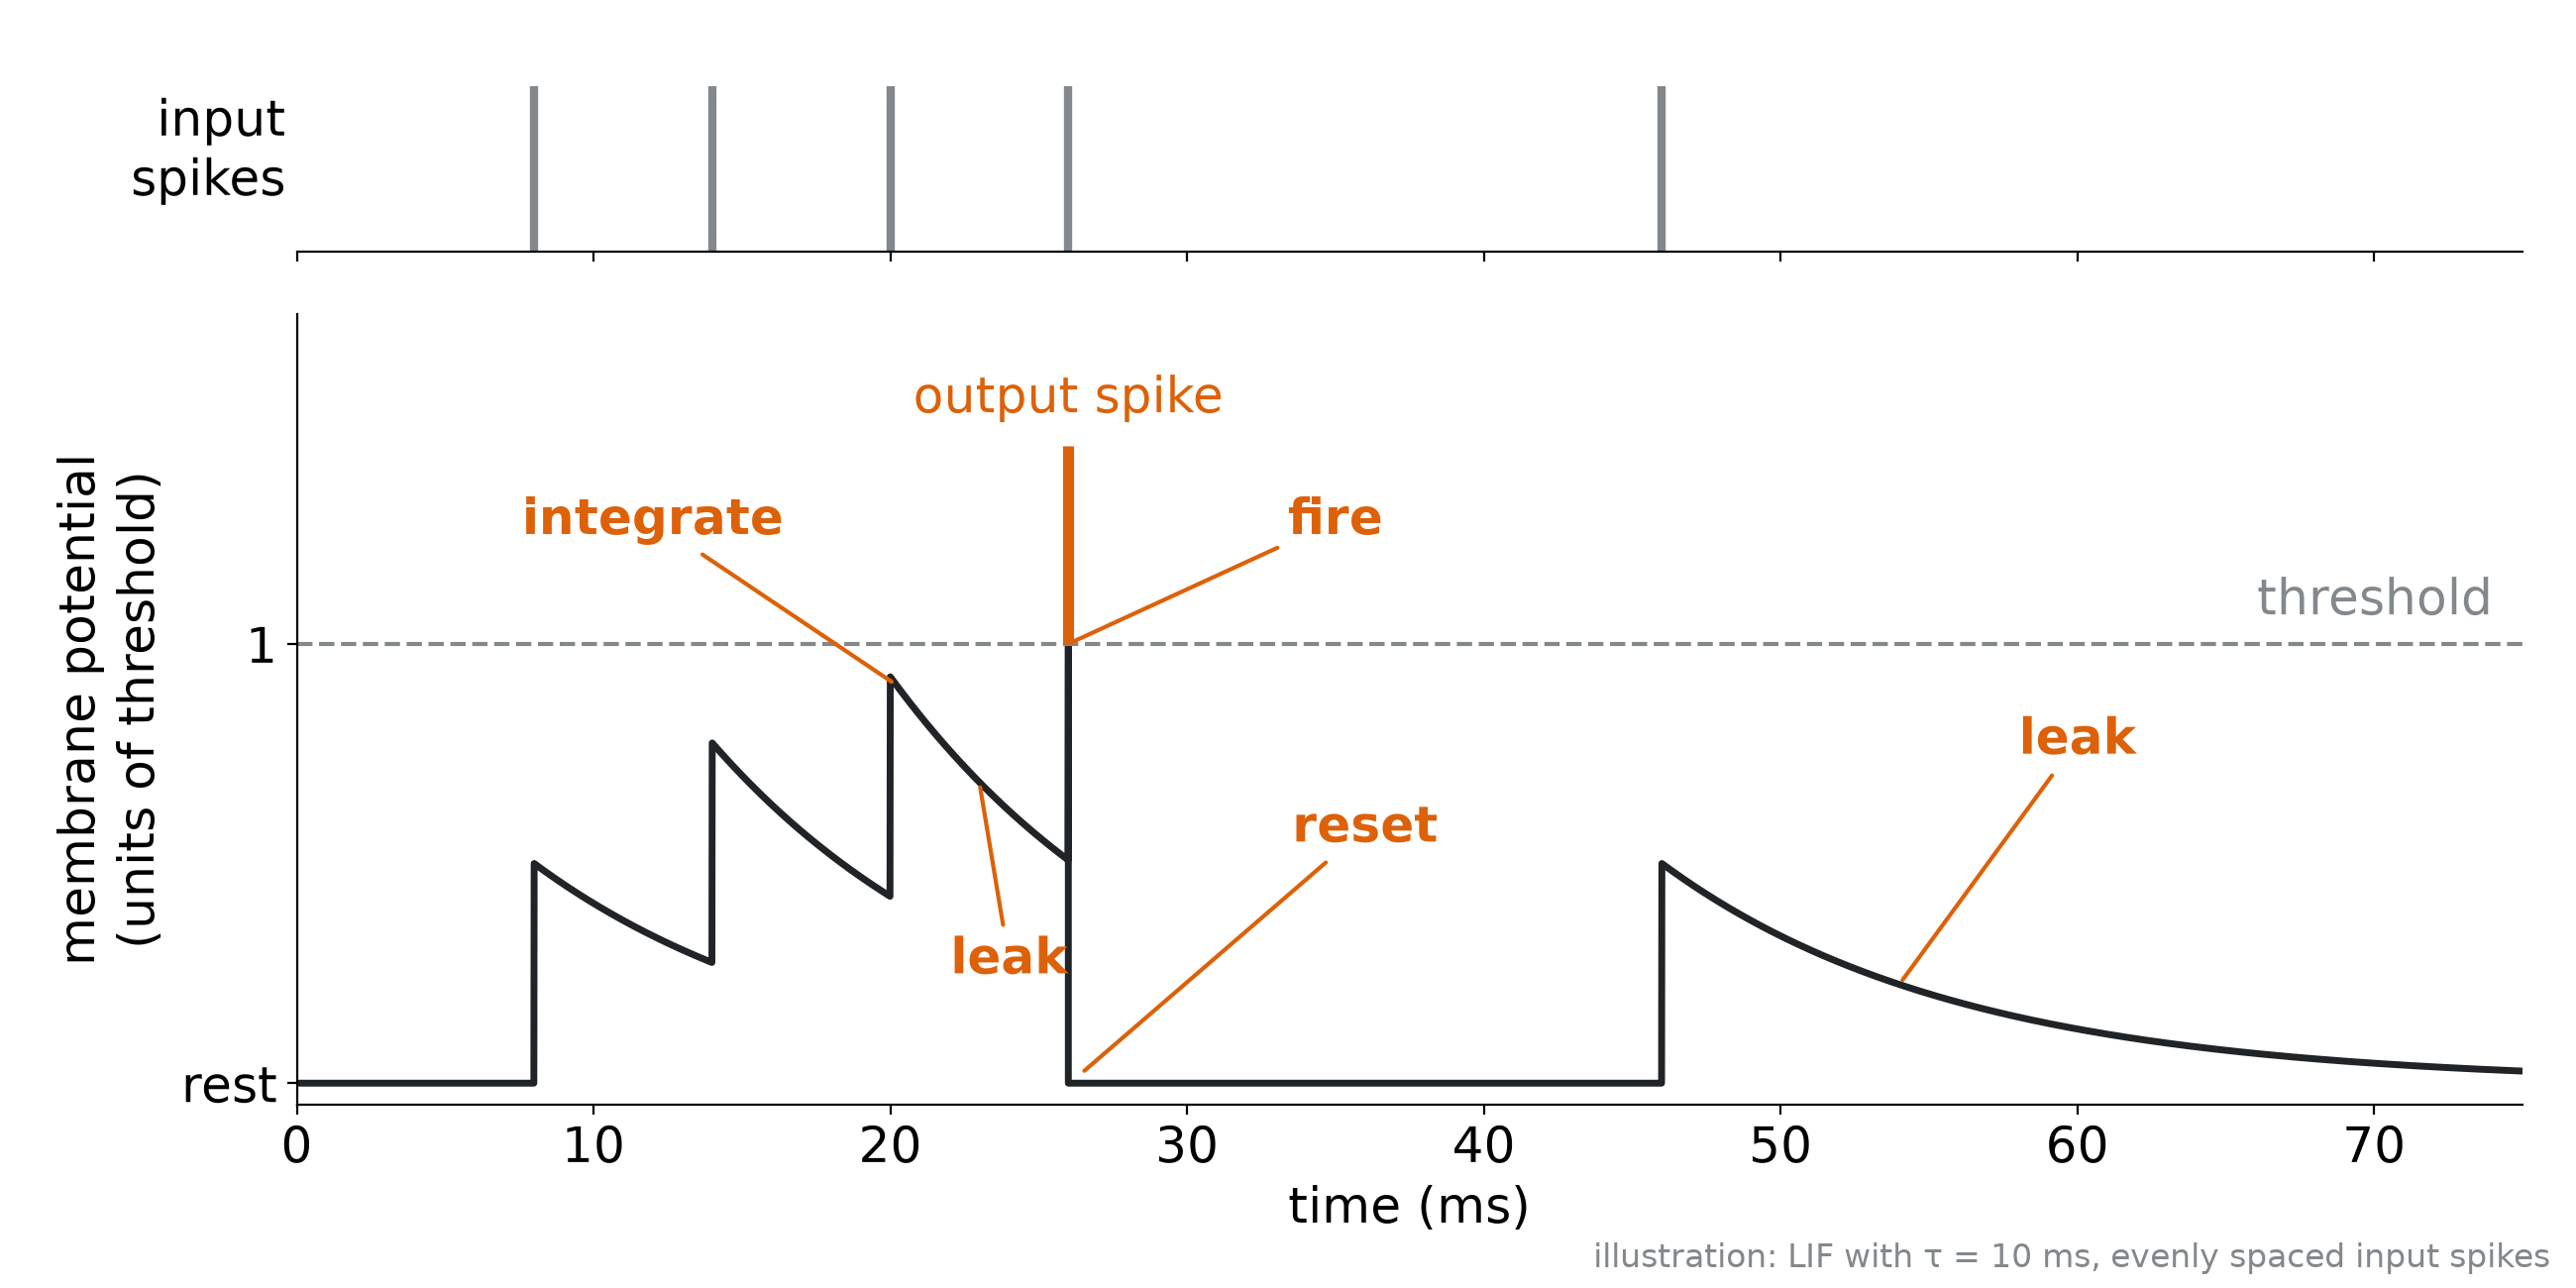 input
spikes
output spike
integrate
fire
threshold
membrane potential
(units of threshold)
1
leak
reset
leak
rest
0 10 20 30 40 50 60 70
time (ms)
illustration: LIF with τ = 10 ms, evenly spaced input spikes